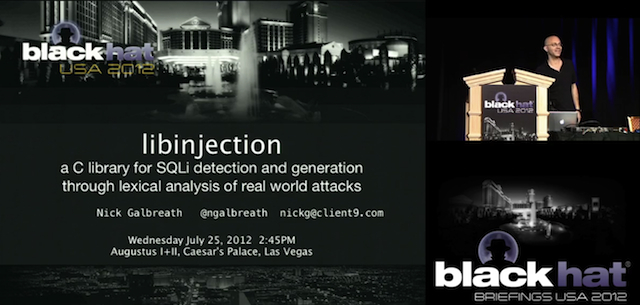 black hat
USA 2012
libinjection
a C library for SQLi detection and generation
through lexical analysis of real world attacks
Nick Galbreath @ngalbreath nickg@client9.com
Wednesday July 25, 2012 2:45PM
Augustus I+II, Caesar's Palace, Las Vegas
black hat
USA 2012
black hat®
BRIEFINGS USA 2012